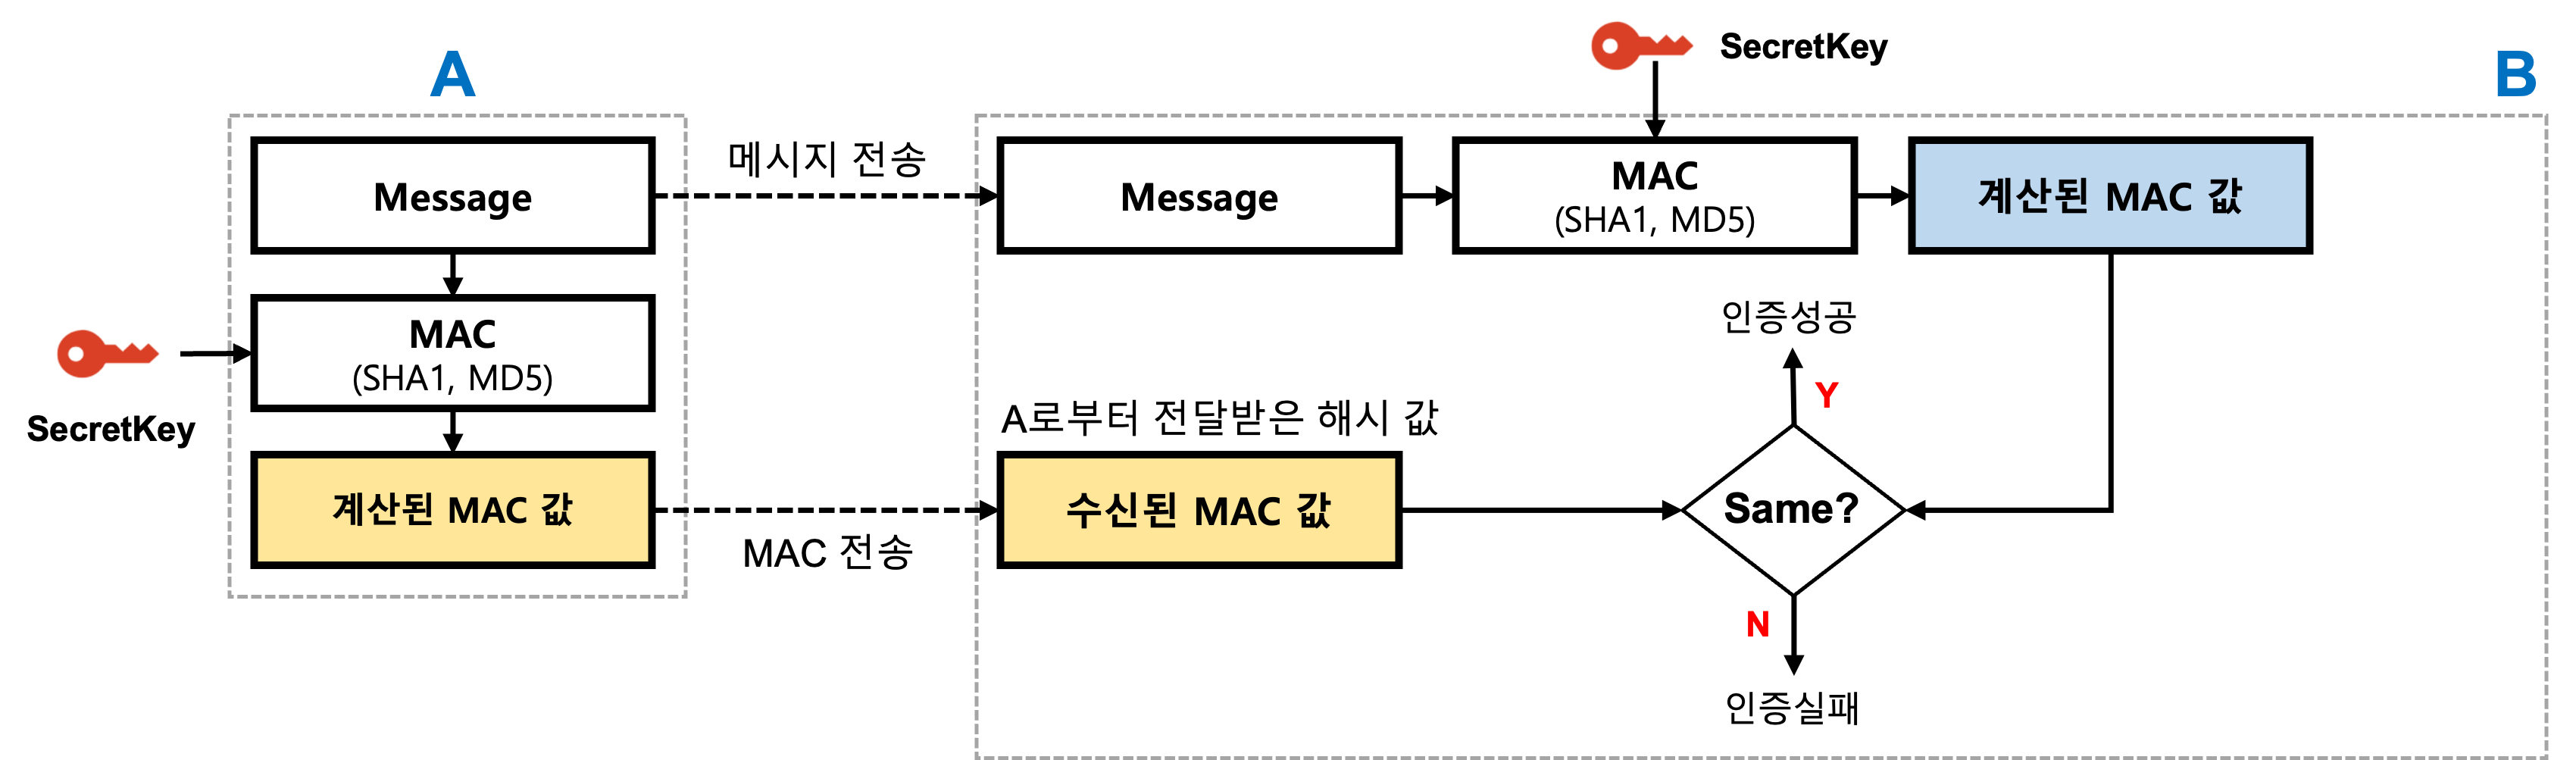 A
Message
MAC
(SHA1, MD5)
SecretKey
계산된 MAC 값
메시지 전송
MAC 전송
SecretKey
B
Message
MAC
(SHA1, MD5)
계산된 MAC 값
A로부터 전달받은 해시 값
수신된 MAC 값
Same?
Y
인증성공
N
인증실패